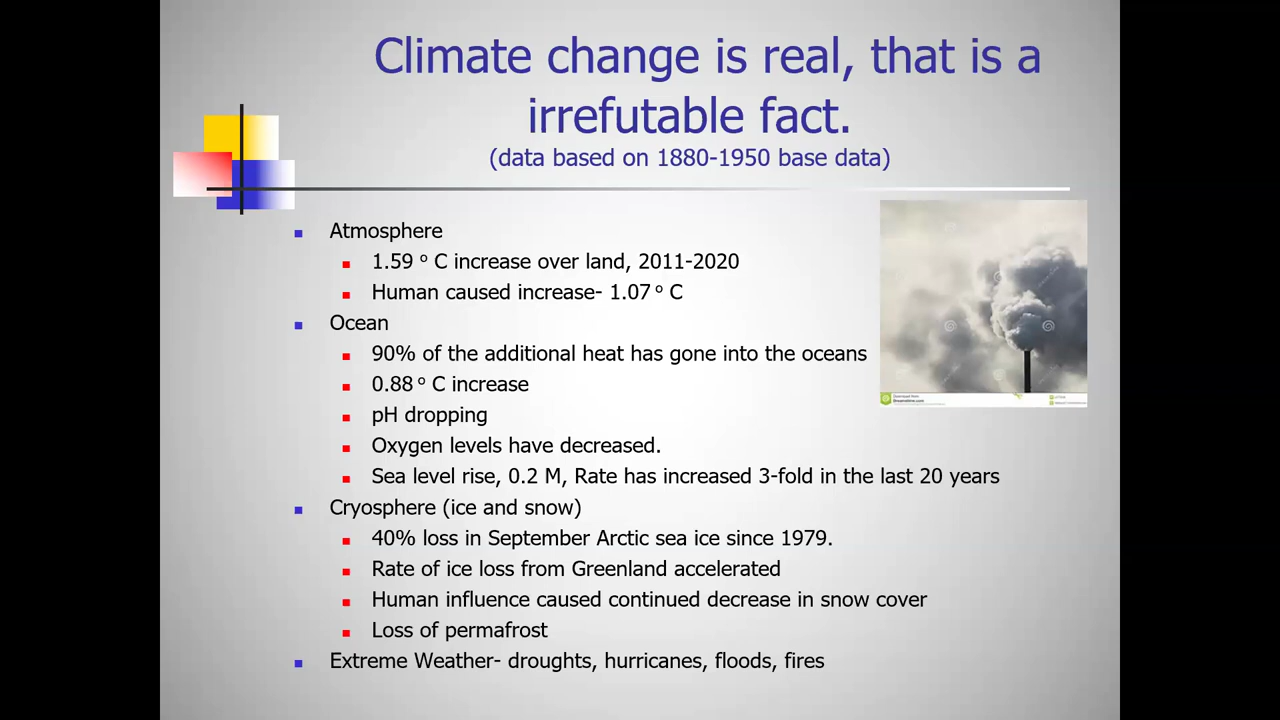 Climate change is real, that is a
irrefutable fact.
(data based on 1880-1950 base data)
Atmosphere
1.59 º C increase over land, 2011-2020
Human caused increase- 1.07 º C
Ocean
90% of the additional heat has gone into the oceans
0.88 º C increase
pH dropping
Oxygen levels have decreased.
Sea level rise, 0.2 M, Rate has increased 3-fold in the last 20 years
Cryosphere (ice and snow)
40% loss in September Arctic sea ice since 1979.
Rate of ice loss from Greenland accelerated
Human influence caused continued decrease in snow cover
Loss of permafrost
Extreme Weather- droughts, hurricanes, floods, fires